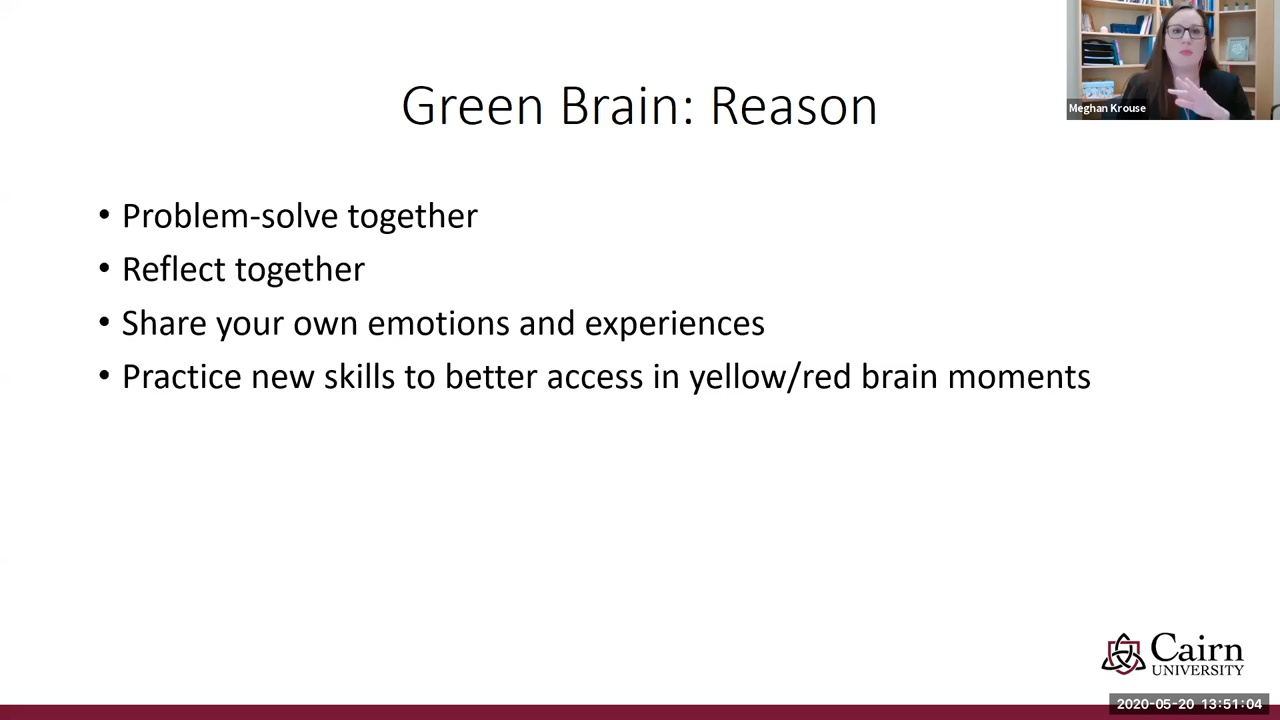 Meghan Krouse
Green Brain: Reason
• Problem-solve together
• Reflect together
• Share your own emotions and experiences
• Practice new skills to better access in yellow/red brain moments
Cairn
UNIVERSITY
2020-05-20 13:51:04